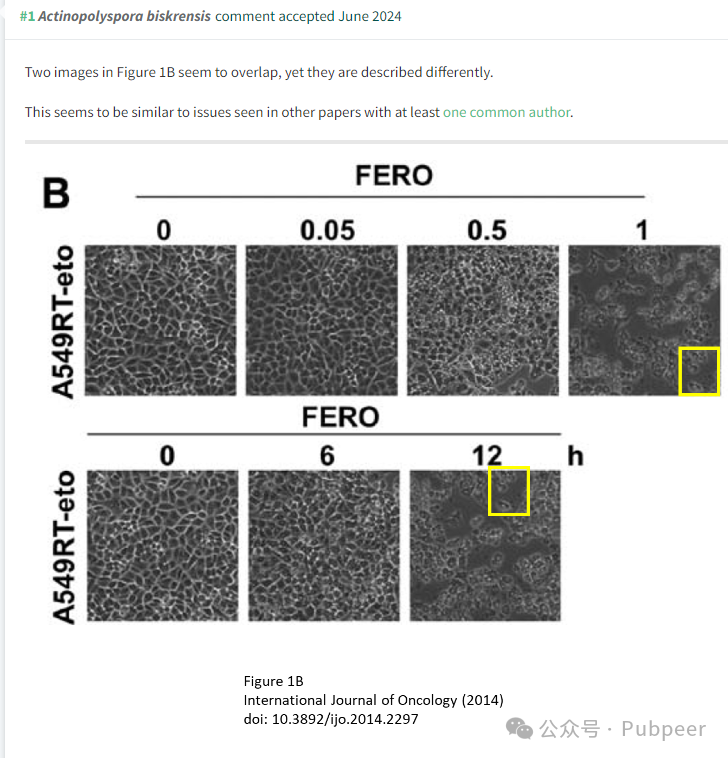 #1 Actinopolyspora biskrensis comment accepted June 2024
Two images in Figure 1B seem to overlap, yet they are described differently.
This seems to be similar to issues seen in other papers with at least one common author.
B
FERO
0 0.05 0.5 1
A549RT-eto
FERO
0 6 12 h
A549RT-eto
Figure 1B
International Journal of Oncology (2014)
doi: 10.3892/ijo.2014.2297
公众号 · Pubpeer